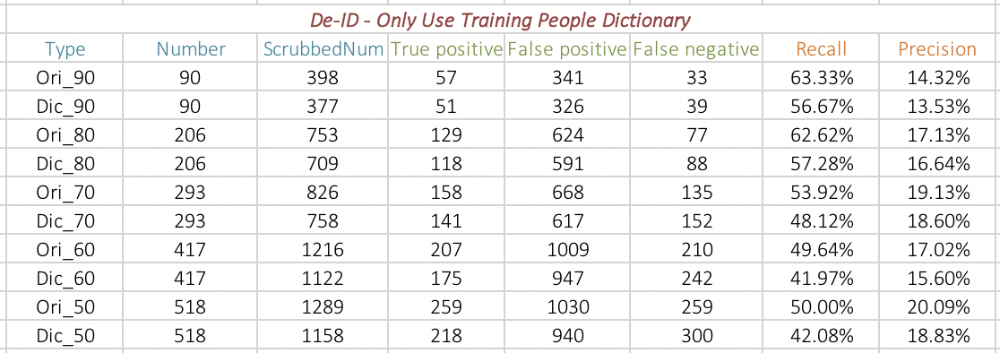 De-ID - Only Use Training People Dictionary
Type Number ScrubbedNum True positive False positive False negative Recall Precision
Ori_90 90 398 57 341 33 63.33% 14.32%
Dic_90 90 377 51 326 39 56.67% 13.53%
Ori_80 206 753 129 624 77 62.62% 17.13%
Dic_80 206 709 118 591 88 57.28% 16.64%
Ori_70 293 826 158 668 135 53.92% 19.13%
Dic_70 293 758 141 617 152 48.12% 18.60%
Ori_60 417 1216 207 1009 210 49.64% 17.02%
Dic_60 417 1122 175 947 242 41.97% 15.60%
Ori_50 518 1289 259 1030 259 50.00% 20.09%
Dic_50 518 1158 218 940 300 42.08% 18.83%